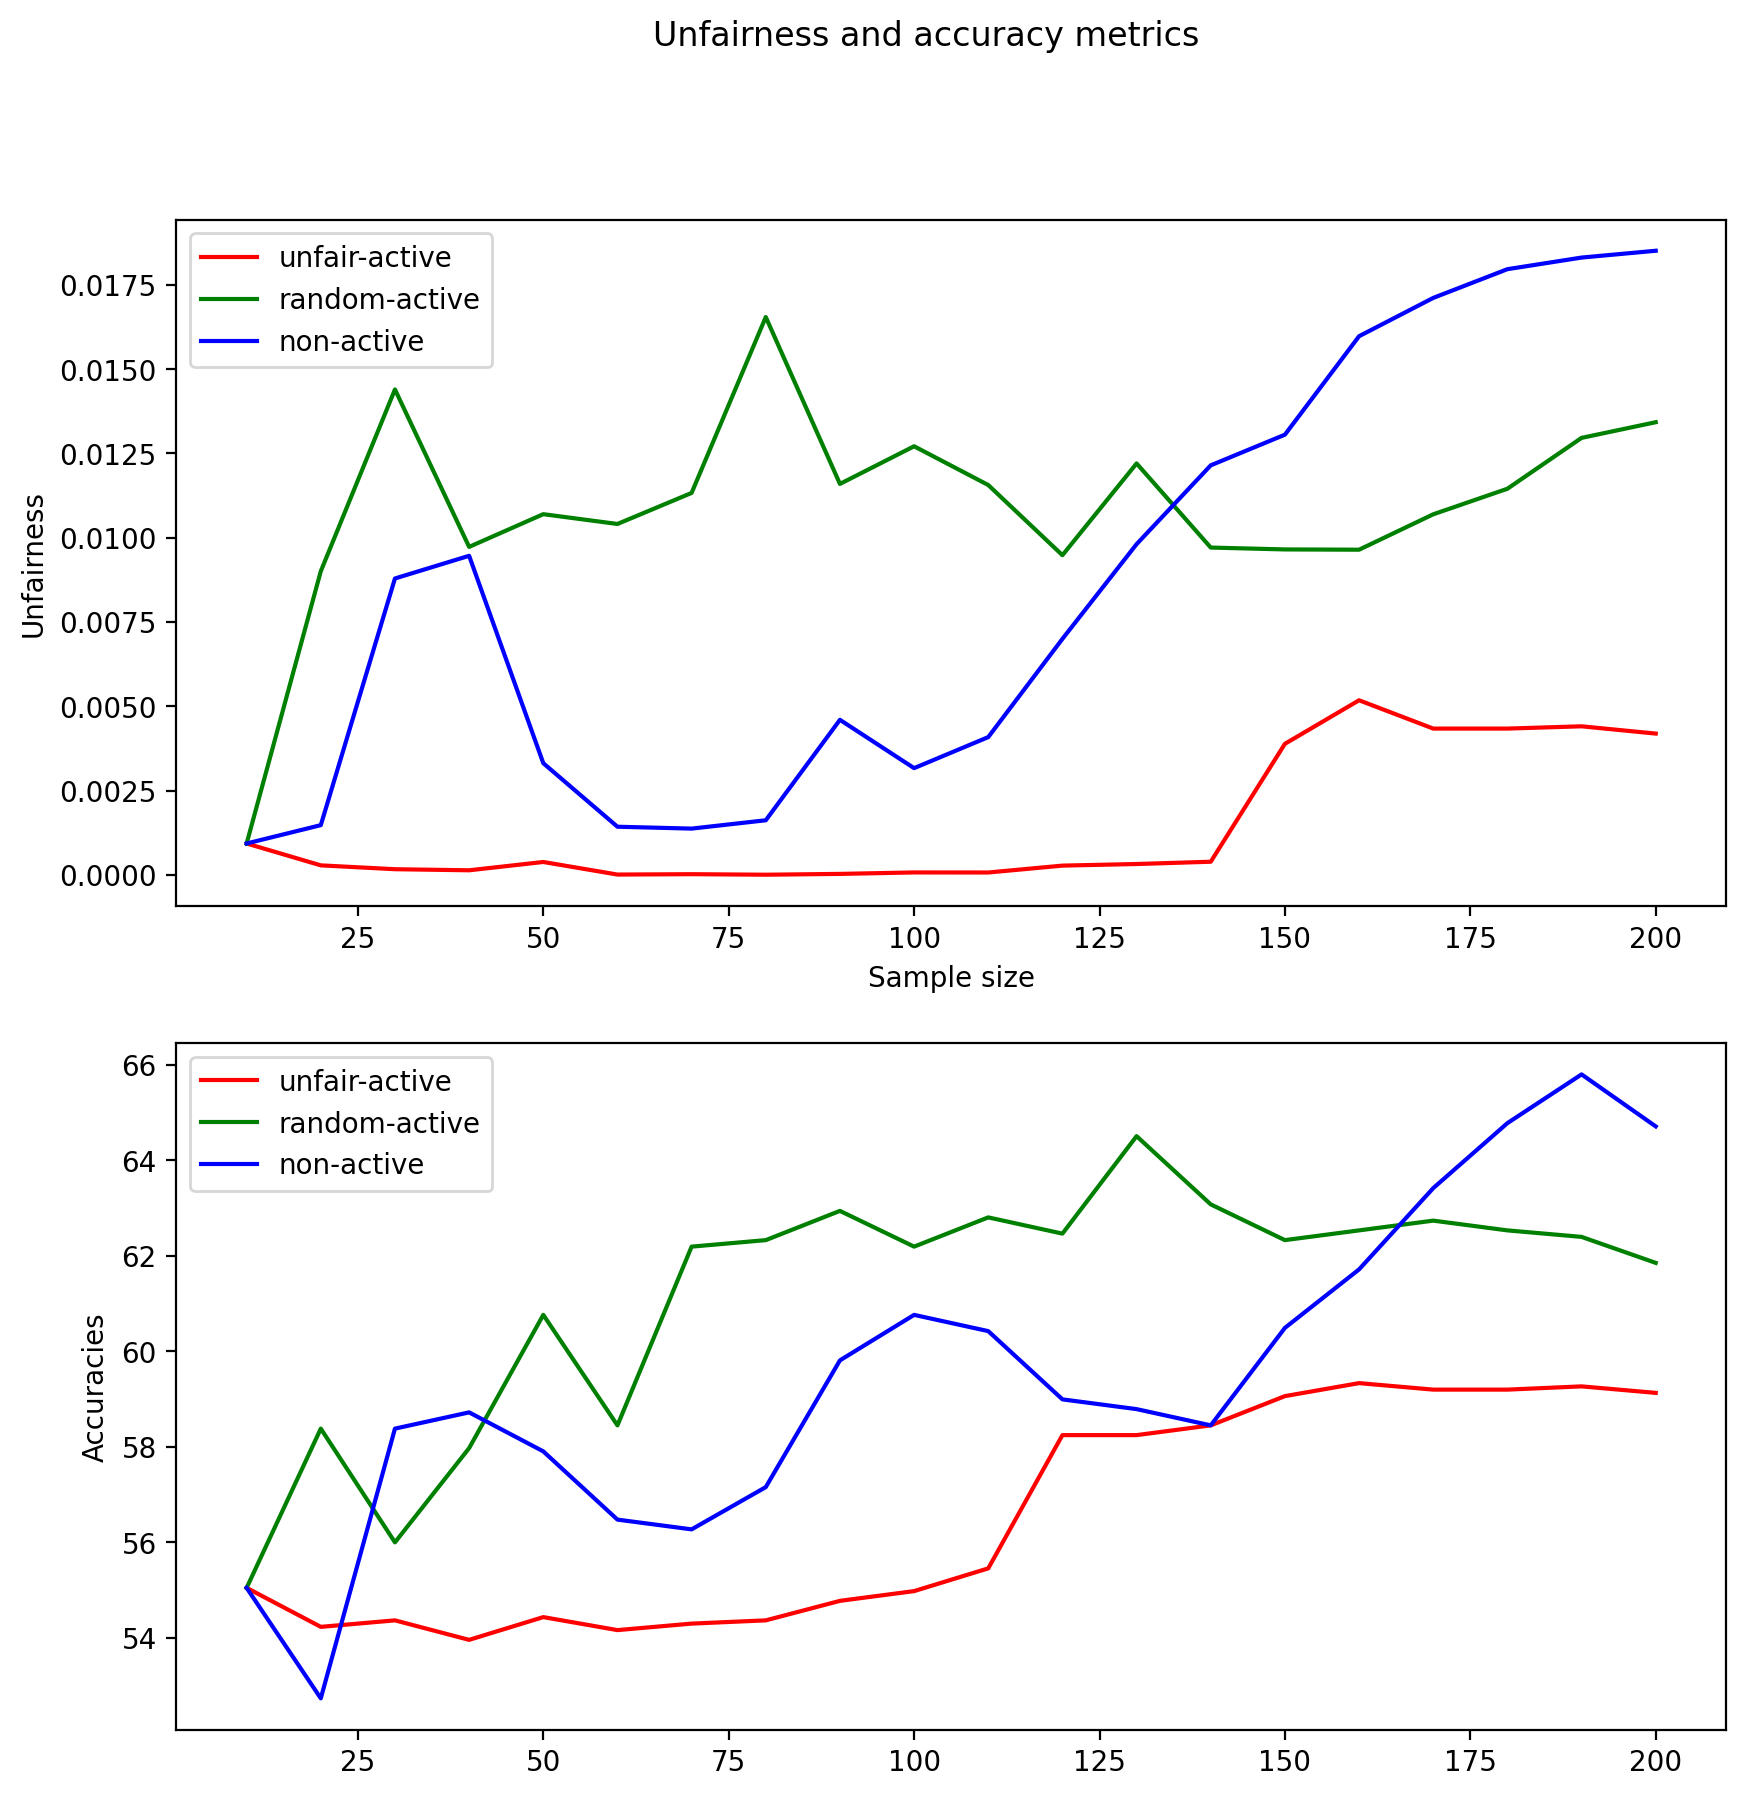 Unfairness and accuracy metrics
unfair-active
random-active
non-active
0.0175
0.0150
0.0125
0.0100
0.0075
0.0050
0.0025
0.0000
Unfairness
25 50 75 100 125 150 175 200
Sample size
unfair-active
random-active
non-active
66
64
62
60
58
56
54
Accuracies
25 50 75 100 125 150 175 200